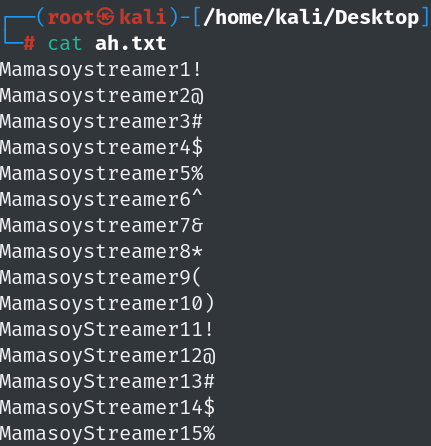 ┌──(root㉿kali)-[/home/kali/Desktop]
└─# cat ah.txt
Mamasoystreamer1!
Mamasoystreamer2@
Mamasoystreamer3#
Mamasoystreamer4$
Mamasoystreamer5%
Mamasoystreamer6^
Mamasoystreamer7&
Mamasoystreamer8*
Mamasoystreamer9(
Mamasoystreamer10)
MamasoyStreamer11!
MamasoyStreamer12@
MamasoyStreamer13#
MamasoyStreamer14$
MamasoyStreamer15%